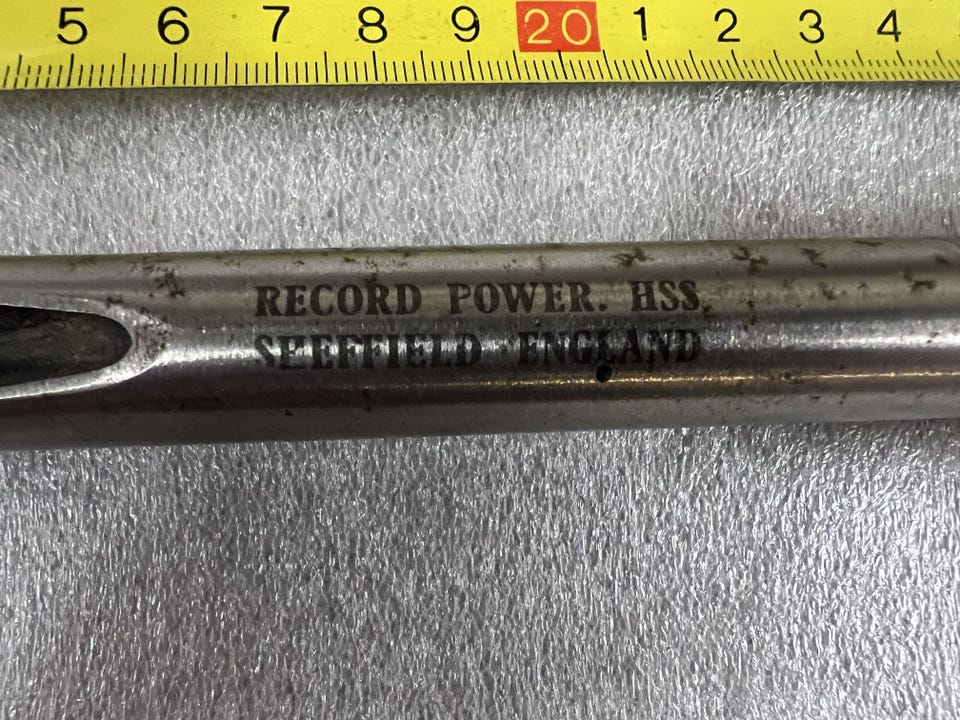 5 6 7 8 9 20 1 2 3 4
RECORD POWER. HSS
SHEFFIELD ENGLAND